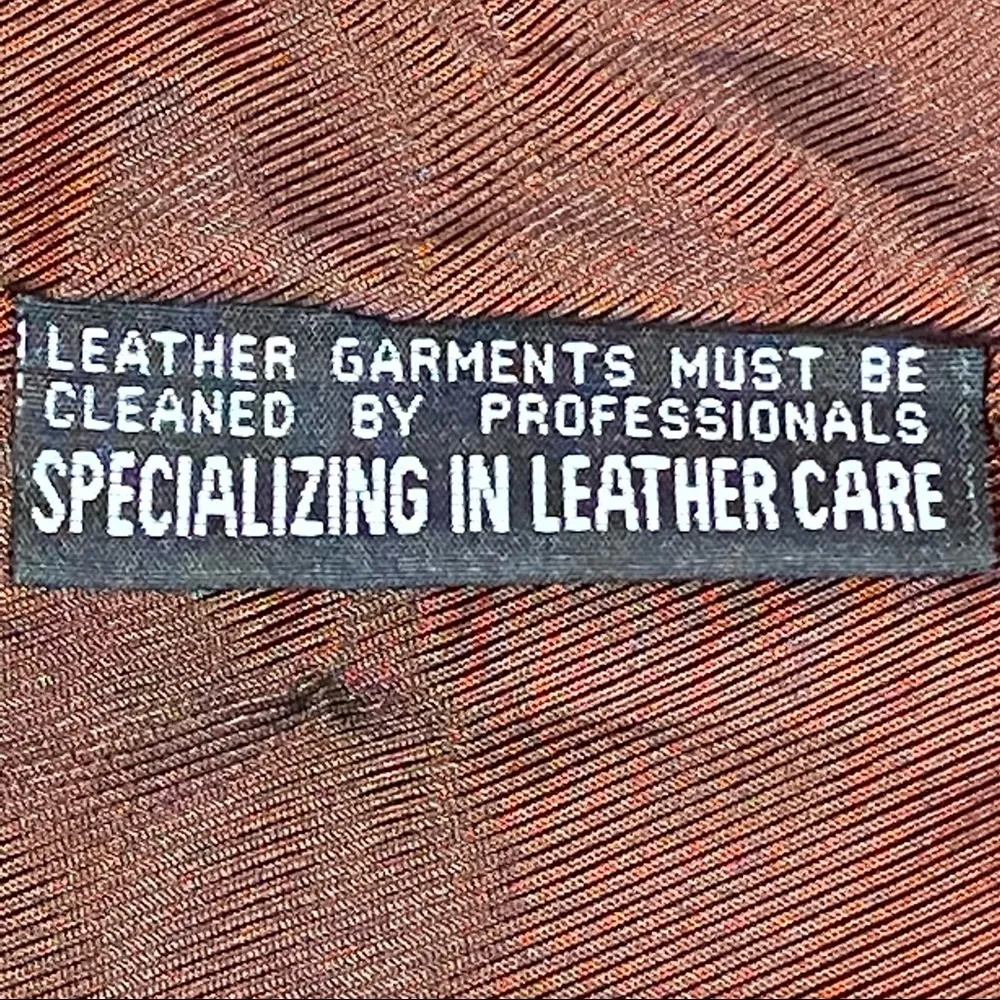 LEATHER GARMENTS MUST BE
CLEANED BY PROFESSIONALS
SPECIALIZING IN LEATHER CARE